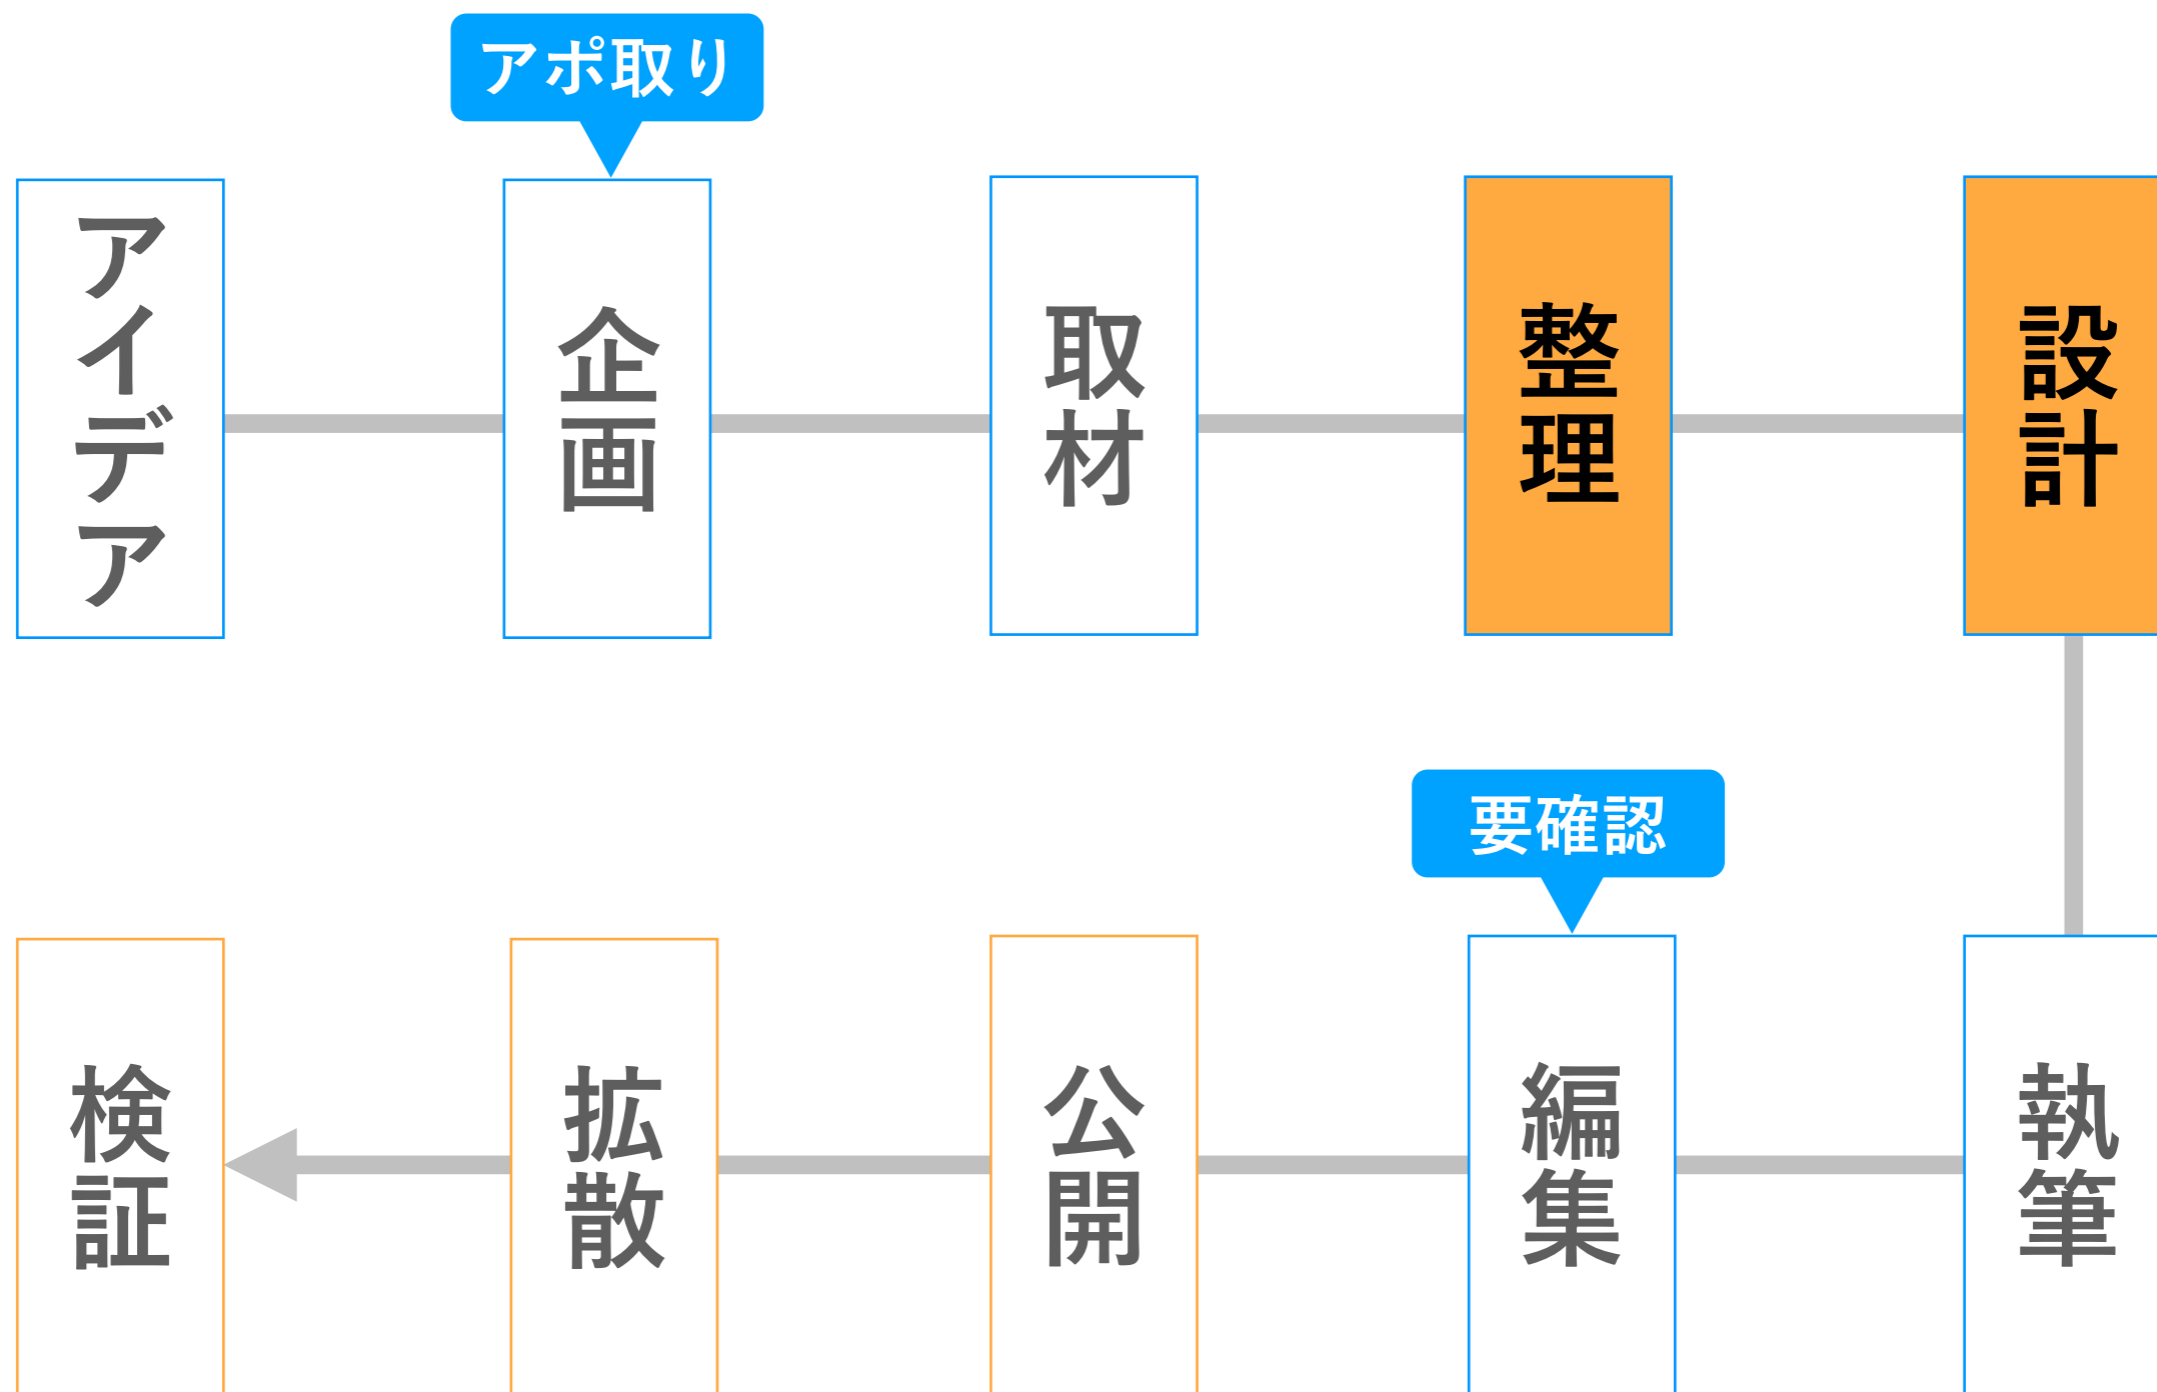 アポ取り
アイデア
企画
取材
整理
設計
要確認
執筆
編集
公開
拡散
検証